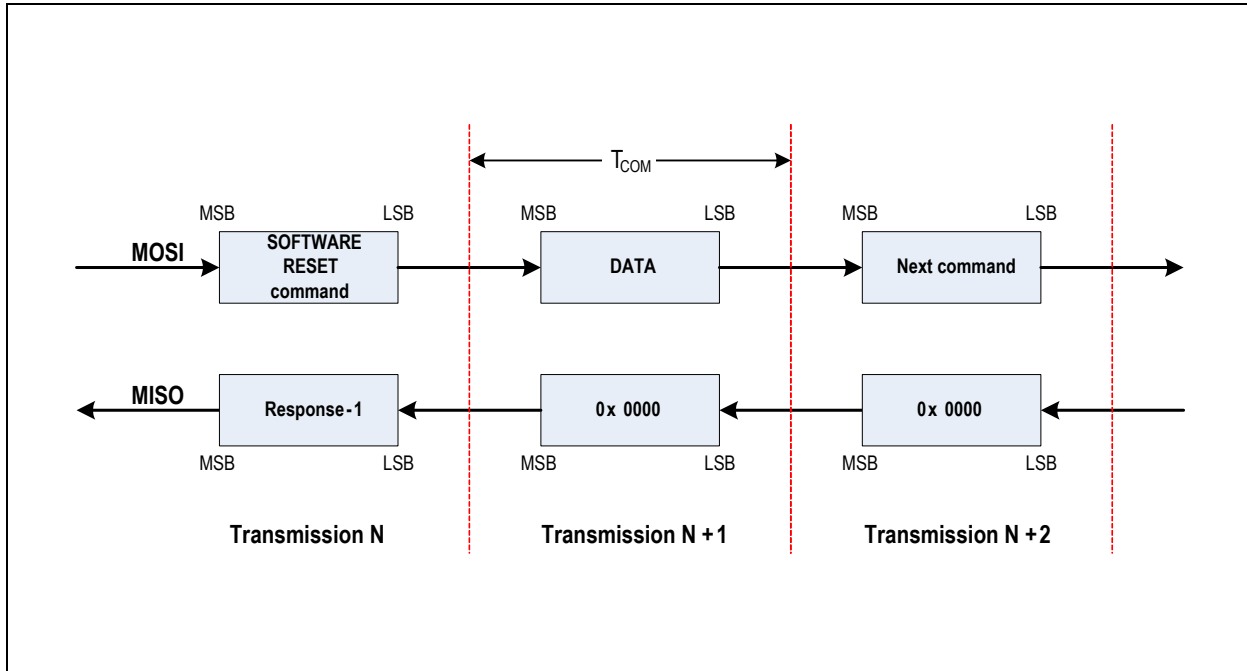 T_COM
MSB LSB MSB LSB MSB LSB
MOSI
SOFTWARE
RESET
command
DATA
Next command
MISO
Response-1
0x 0000
0x 0000
MSB LSB MSB LSB MSB LSB
Transmission N Transmission N+1 Transmission N+2